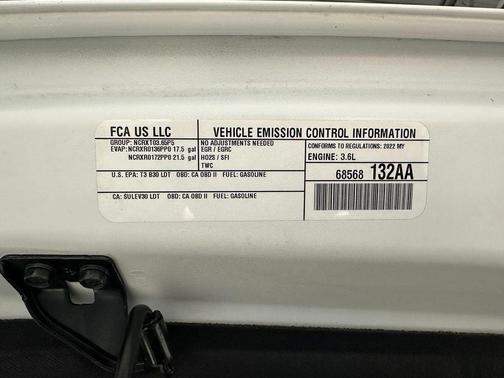 FCA US LLC
VEHICLE EMISSION CONTROL INFORMATION
GROUP: NCRXT03.65P5
EVAP: NCRXR0136PP0 17.5 gal
NCRXR0172PP0 21.5 gal
NO ADJUSTMENTS NEEDED
EGR / EGRC
HO2S / SFI
TWC
CONFORMS TO REGULATIONS: 2022 MY
ENGINE: 3.6L
68568 132AA
U.S. EPA: T3 B30 LDT OBD: CA OBD II FUEL: GASOLINE
CA: SULEV30 LDT OBD: CA OBD II FUEL: GASOLINE